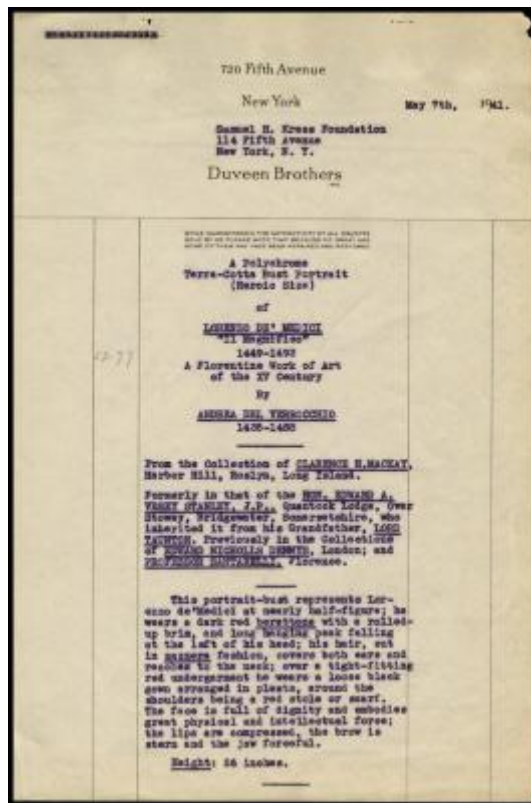 720 Fifth Avenue
New York
May 7th, 1941.
Samuel H. Kress Foundation
114 Fifth Avenue
New York, N. Y.
Duveen Brothers
A Polychrome
Terra-Cotta Bust Portrait
(Heroic Size)
of
LORENZO DE' MEDICI
"Il Magnifico"
1449-1492
A Florentine Work of Art
of the XV Century
By
ANDREA DEL VERROCCHIO
1435-1488
From the Collection of CLARENCE H. MACKAY,
Harbor Hill, Roslyn, Long Island.
Formerly in that of the HON. EDWARD A.
STANLEY, J.P., Quantock Lodge, Over
Stowey, Bridgewater, Somersetshire, who
inherited it from his Grandfather, LORD
TAUNTON. Previously in the Collections
of EDWARD NICHOLLS DENNYS, London; and
PROFESSOR SANTARELLI, Florence.
This portrait-bust represents Lor-
enzo de'Medici at nearly half-figure; he
wears a dark red berettone with a rolled-
up brim, and long hanging peak falling
at the left of his head; his hair, cut
in zazzera fashion, covers both ears and
reaches to the neck; over a tight-fitting
red undergarment he wears a loose black
gown arranged in pleats, around the
shoulders being a red stole or scarf.
The face is full of dignity and embodies
great physical and intellectual force;
the lips are compressed, the brow is
stern and the jaw forceful.
Height: 26 inches.